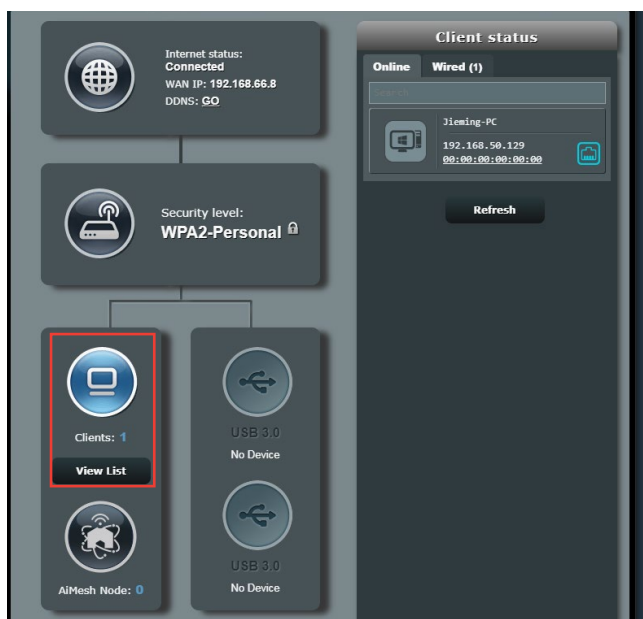 Internet status:
Connected
WAN IP: 192.168.66.8
DDNS: GO
Security level:
WPA2-Personal
Clients: 1
View List
AiMesh Node: 0
USB 3.0
No Device
USB 3.0
No Device
Client status
Online Wired (1)
Search
Jieming-PC
192.168.50.129
00:00:00:00:00:00
Refresh